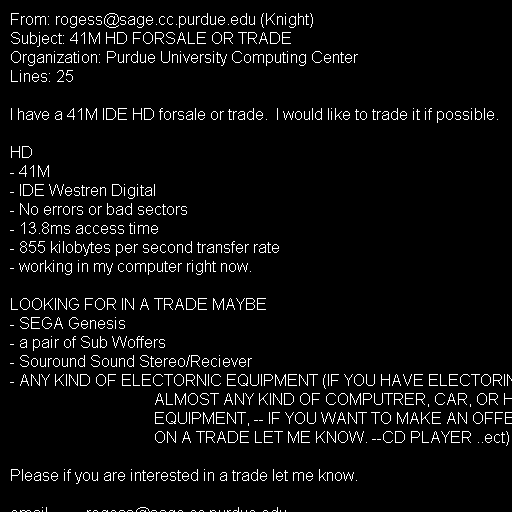 From: rogess@sage.cc.purdue.edu (Knight)
Subject: 41M HD FORSALE OR TRADE
Organization: Purdue University Computing Center
Lines: 25

I have a 41M IDE HD forsale or trade.  I would like to trade it if possible.

HD
- 41M
- IDE Westren Digital
- No errors or bad sectors
- 13.8ms access time
- 855 kilobytes per second transfer rate
- working in my computer right now.

LOOKING FOR IN A TRADE MAYBE
- SEGA Genesis
- a pair of Sub Woffers
- Souround Sound Stereo/Reciever
- ANY KIND OF ELECTORNIC EQUIPMENT (IF YOU HAVE ELECTORIN
ALMOST ANY KIND OF COMPUTRER, CAR, OR H
EQUIPMENT, -- IF YOU WANT TO MAKE AN OFFE
ON A TRADE LET ME KNOW. --CD PLAYER ..ect)

Please if you are interested in a trade let me know.

email rogess@sage.cc.purdue.edu